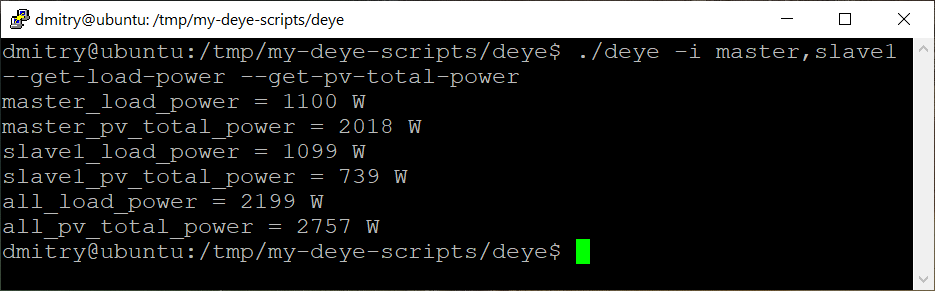 dmitry@ubuntu: /tmp/my-deye-scripts/deye
dmitry@ubuntu:/tmp/my-deye-scripts/deye$ ./deye -i master,slave1
--get-load-power --get-pv-total-power
master_load_power = 1100 W
master_pv_total_power = 2018 W
slave1_load_power = 1099 W
slave1_pv_total_power = 739 W
all_load_power = 2199 W
all_pv_total_power = 2757 W
dmitry@ubuntu:/tmp/my-deye-scripts/deye$